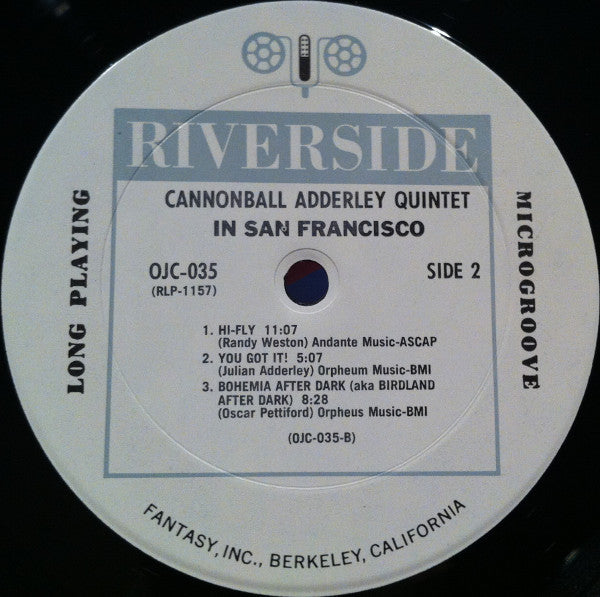 RIVERSIDE
CANNONBALL ADDERLEY QUINTET
IN SAN FRANCISCO
LONG PLAYING
MICROGROOVE
OJC-035
(RLP-1157)
SIDE 2
1. HI-FLY 11:07
(Randy Weston) Andante Music-ASCAP
2. YOU GOT IT! 5:07
(Julian Adderley) Orpheum Music-BMI
3. BOHEMIA AFTER DARK (aka BIRDLAND
AFTER DARK) 8:28
(Oscar Pettiford) Orpheus Music-BMI
(OJC-035-B)
FANTASY, INC., BERKELEY, CALIFORNIA